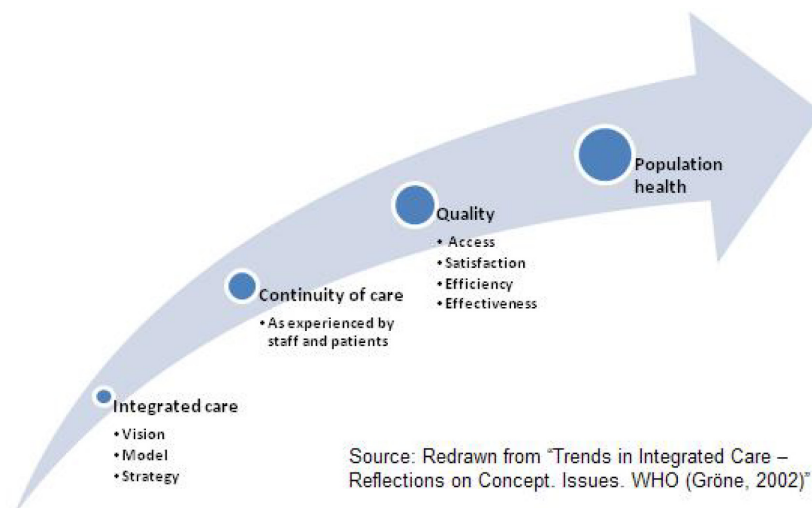 Integrated care
• Vision
• Model
• Strategy
Continuity of care
• As experienced by
staff and patients
Quality
• Access
• Satisfaction
• Efficiency
• Effectiveness
Population
health
Source: Redrawn from “Trends in Integrated Care –
Reflections on Concept. Issues. WHO (Gröne, 2002)”